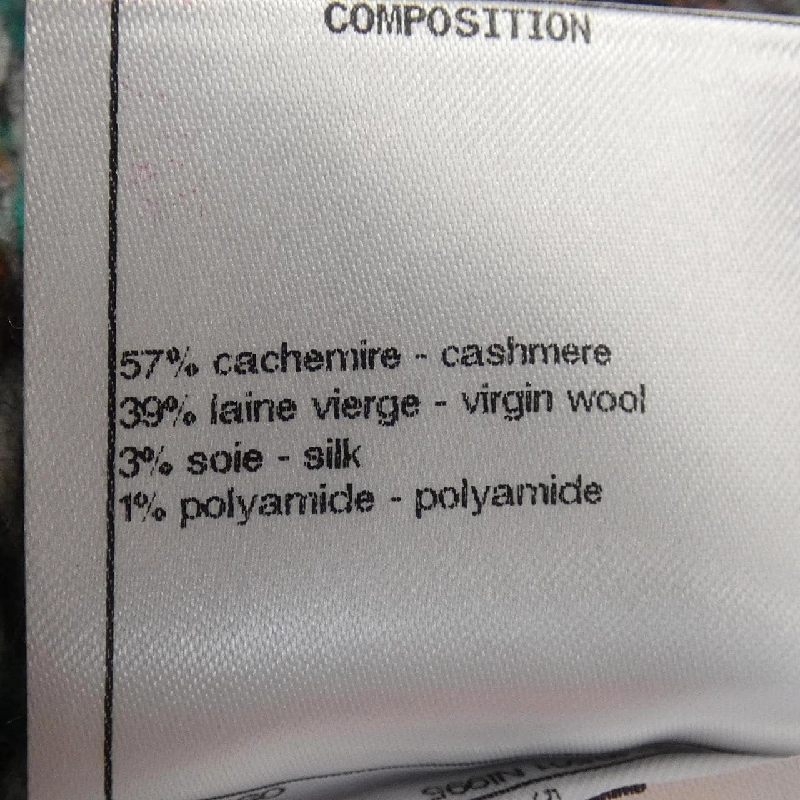 COMPOSITION
57% cachemire - cashmere
39% laine vierge - virgin wool
3% soie - silk
1% polyamide - polyamide